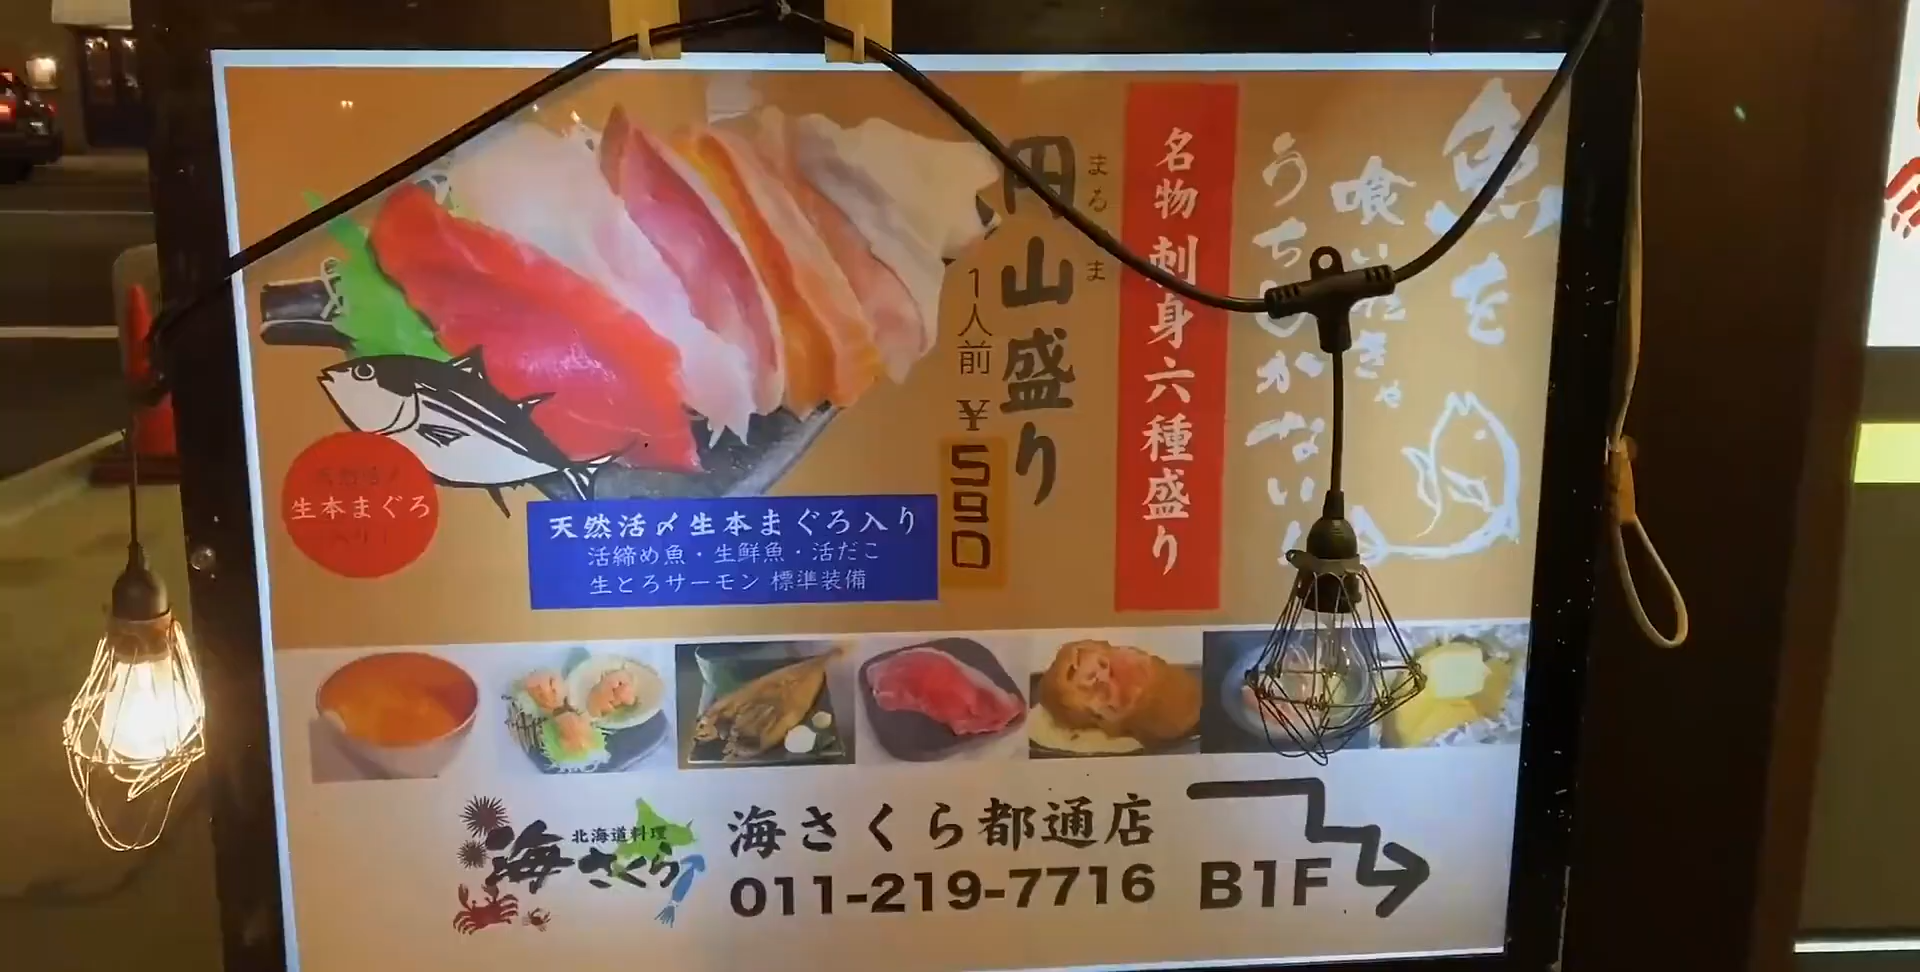 魚を
喰いたきゃ
うちしかない!
名物 刺身六種盛り
まるま
円山盛り
1人前 ¥590
生本まぐろ
天然活〆生本まぐろ入り
活締め魚・生鮮魚・活だこ
生とろサーモン 標準装備
北海道料理
海さくら
海さくら都通店
011-219-7716
B1F